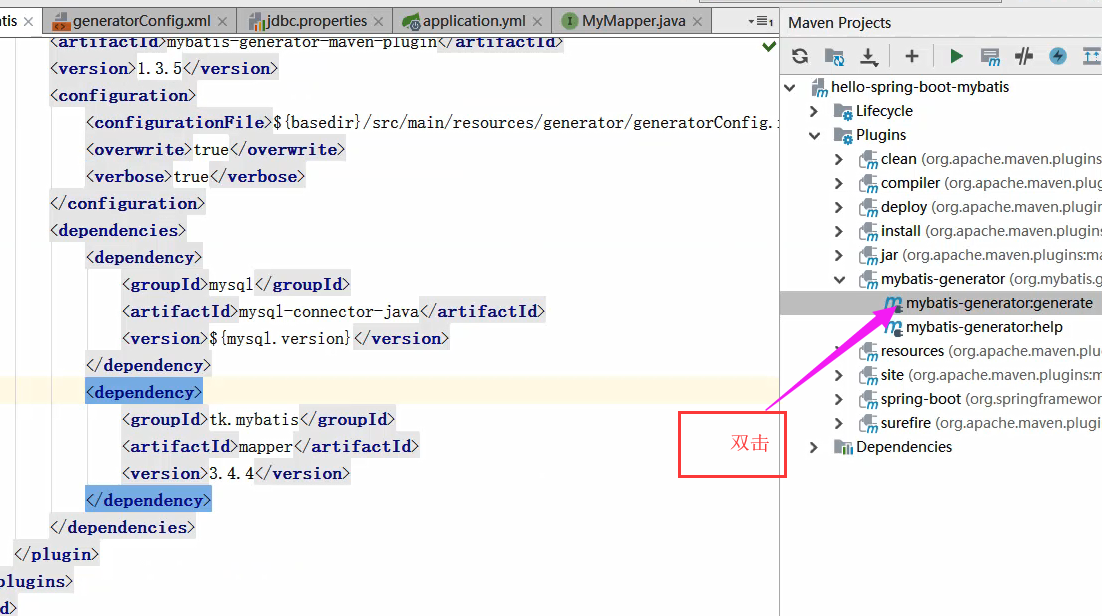 atis
generatorConfig.xml
jdbc.properties
application.yml
MyMapper.java
<artifactId>mybatis-generator-maven-plugin</artifactId>
<version>1.3.5</version>
<configuration>
<configurationFile>${basedir}/src/main/resources/generator/generatorConfig.
<overwrite>true</overwrite>
<verbose>true</verbose>
</configuration>
<dependencies>
<dependency>
<groupId>mysql</groupId>
<artifactId>mysql-connector-java</artifactId>
<version>${mysql.version}</version>
</dependency>
<dependency>
<groupId>tk.mybatis</groupId>
<artifactId>mapper</artifactId>
<version>3.4.4</version>
</dependency>
</dependencies>
</plugin>
plugins>
d>
双击
Maven Projects
hello-spring-boot-mybatis
Lifecycle
Plugins
clean (org.apache.maven.plugins
compiler (org.apache.maven.plug
deploy (org.apache.maven.plugin
install (org.apache.maven.plugins
jar (org.apache.maven.plugins:ma
mybatis-generator (org.mybatis.g
mybatis-generator:generate
mybatis-generator:help
resources (org.apache.maven.plu
site (org.apache.maven.plugins:m
spring-boot (org.springframewor
surefire (org.apache.maven.plugi
Dependencies